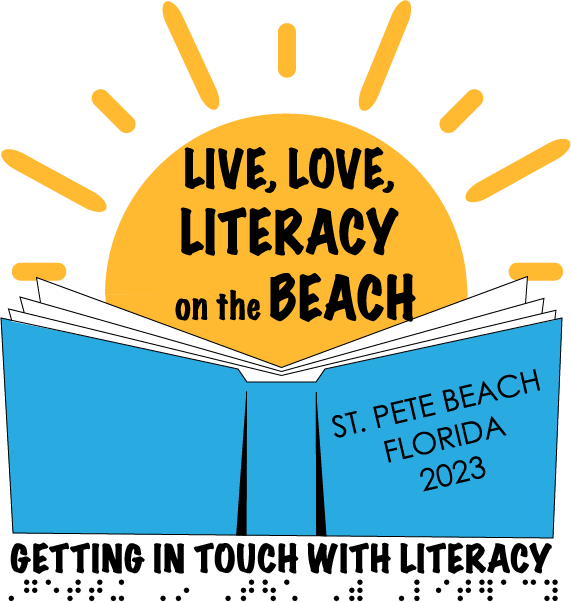 LIVE, LOVE,
LITERACY
on the BEACH
ST. PETE BEACH
FLORIDA
2023
GETTING IN TOUCH WITH LITERACY